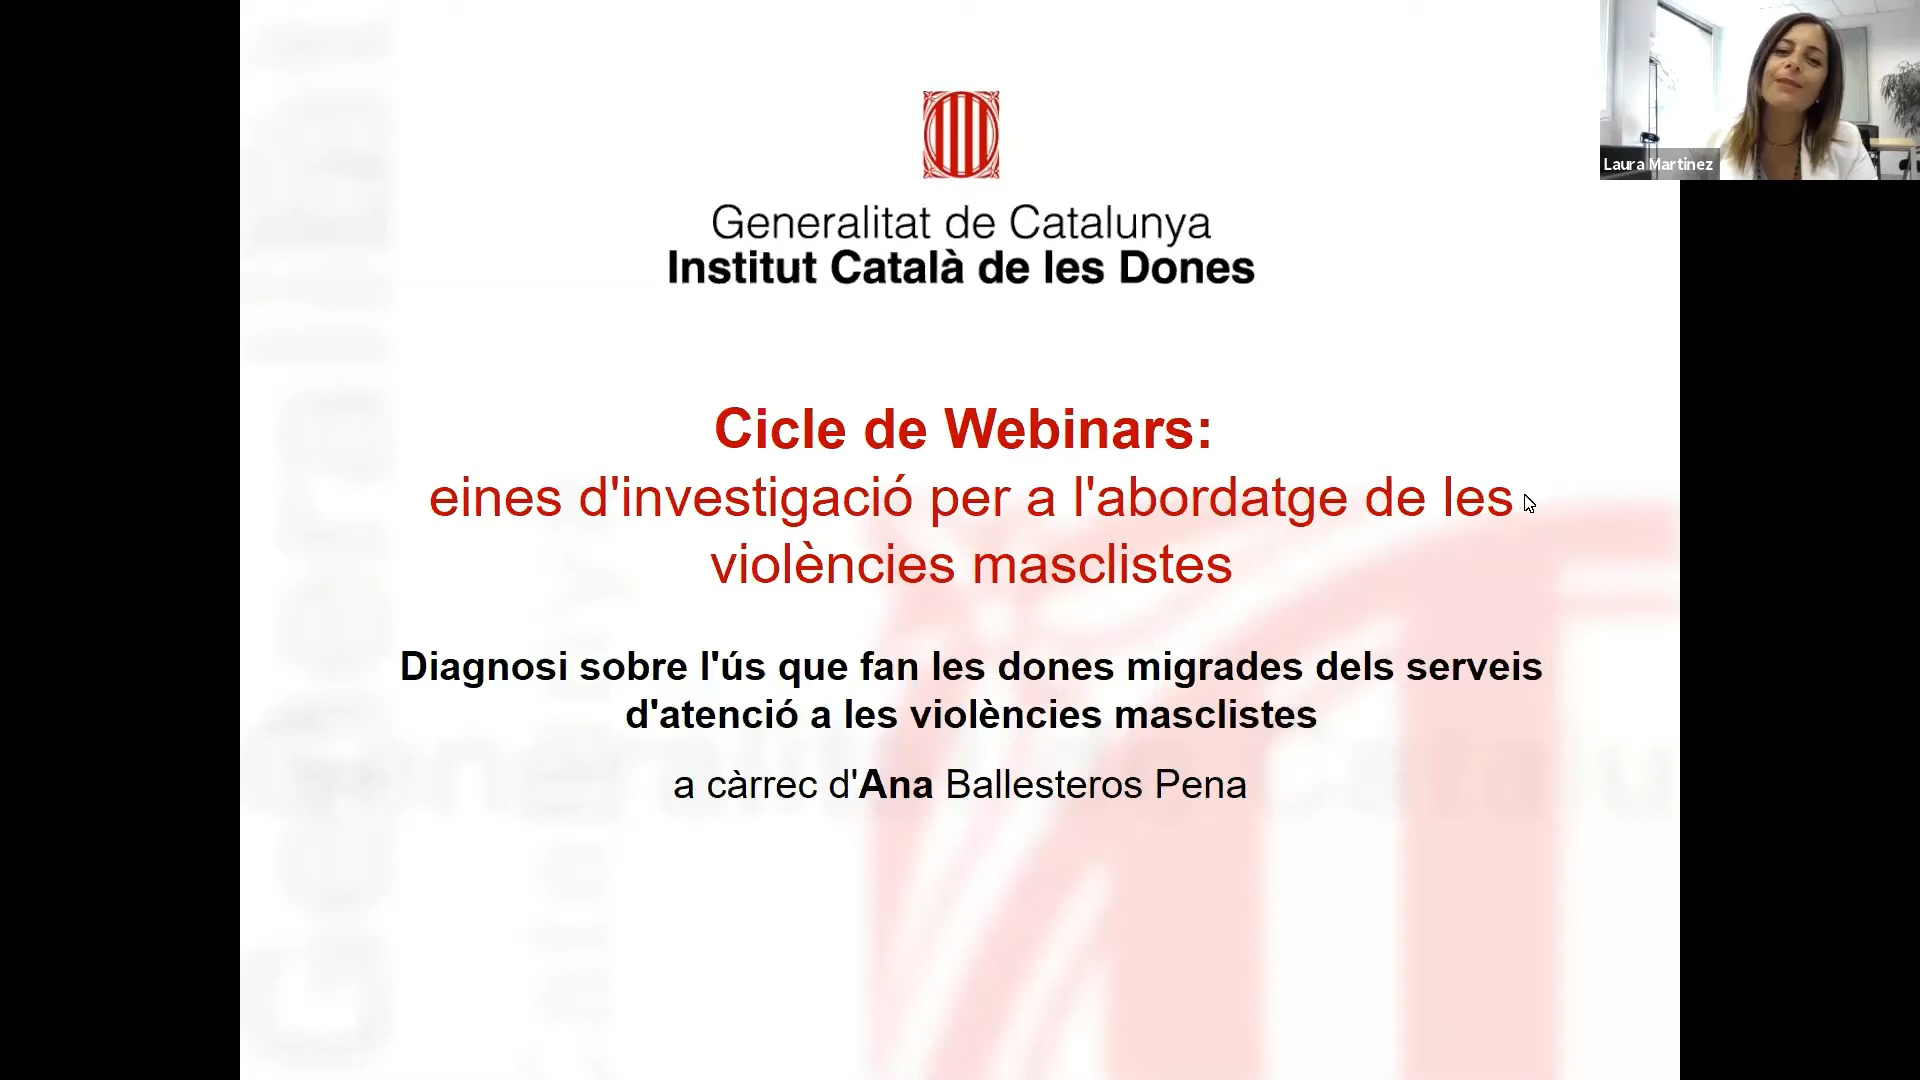 Generalitat de Catalunya
Institut Català de les Dones
Cicle de Webinars:
eines d'investigació per a l'abordatge de les
violències masclistes
Diagnosi sobre l'ús que fan les dones migrades dels serveis
d'atenció a les violències masclistes
a càrrec d'Ana Ballesteros Pena
Laura Martinez